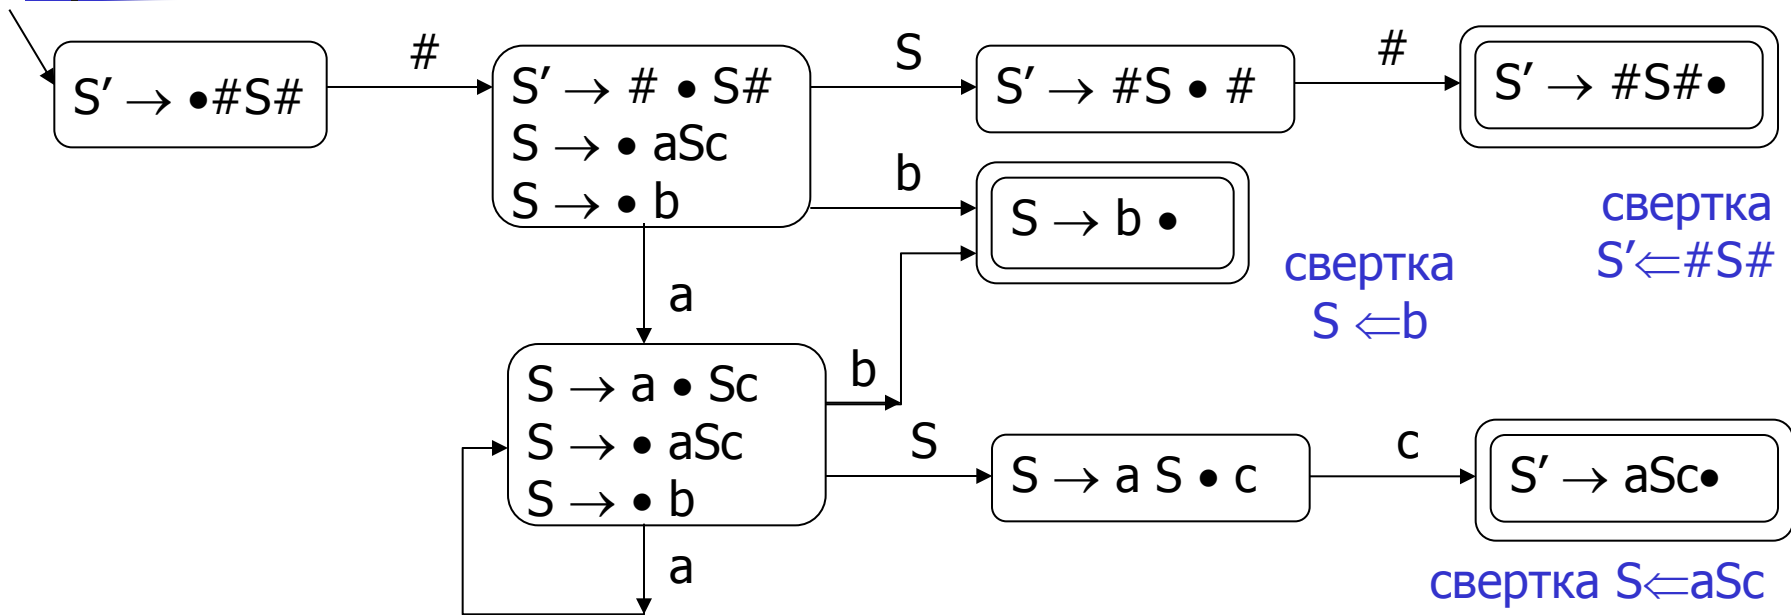 S′ → •#S#
#
S′ → # • S#
S → • aSc
S → • b
S
S′ → #S • #
#
S′ → #S#•
свертка
S′⇐#S#
b
S → b •
свертка
S ⇐b
a
S → a • Sc
S → • aSc
S → • b
b
S
S → a S • c
c
S′ → aSc•
свертка S⇐aSc
a